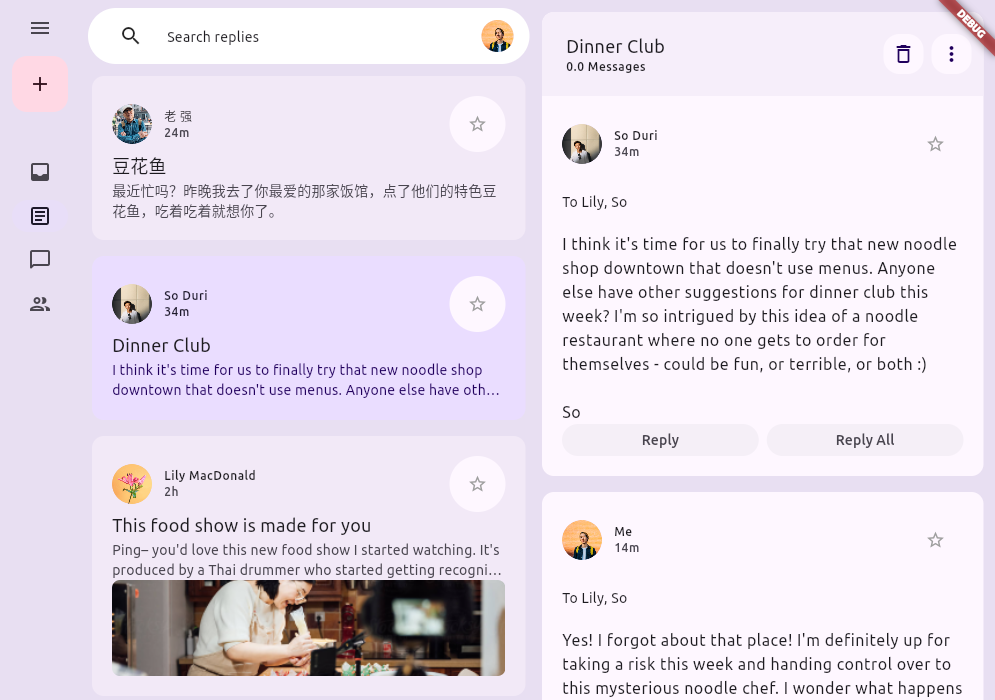 Search replies
老 强
24m
豆花鱼
最近忙吗？昨晚我去了你最爱的那家饭馆，点了他们的特色豆
花鱼，吃着吃着就想你了。
So Duri
34m
Dinner Club
I think it's time for us to finally try that new noodle shop
downtown that doesn't use menus. Anyone else have oth…
Lily MacDonald
2h
This food show is made for you
Ping– you'd love this new food show I started watching. It's
produced by a Thai drummer who started getting recogni…
DEBUG
Dinner Club
0.0 Messages
So Duri
34m
To Lily, So
I think it's time for us to finally try that new noodle
shop downtown that doesn't use menus. Anyone
else have other suggestions for dinner club this
week? I'm so intrigued by this idea of a noodle
restaurant where no one gets to order for
themselves - could be fun, or terrible, or both :)
So
Reply
Reply All
Me
14m
To Lily, So
Yes! I forgot about that place! I'm definitely up for
taking a risk this week and handing control over to
this mysterious noodle chef. I wonder what happens